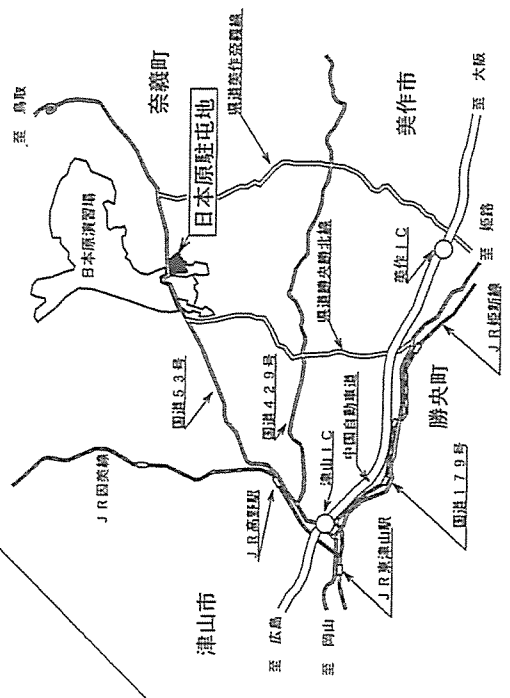 至 鳥取
奈義町
日本原駐屯地
県道美作奈義線
美作市
至 大阪
日本原演習場
国道53号
国道429号
県道勝央勝北線
美作IC
至 姫路
JR姫新線
JR因美線
JR高野駅
津山IC
中国自動車道
勝央町
国道179号
JR東津山駅
津山市
至 広島
至 岡山